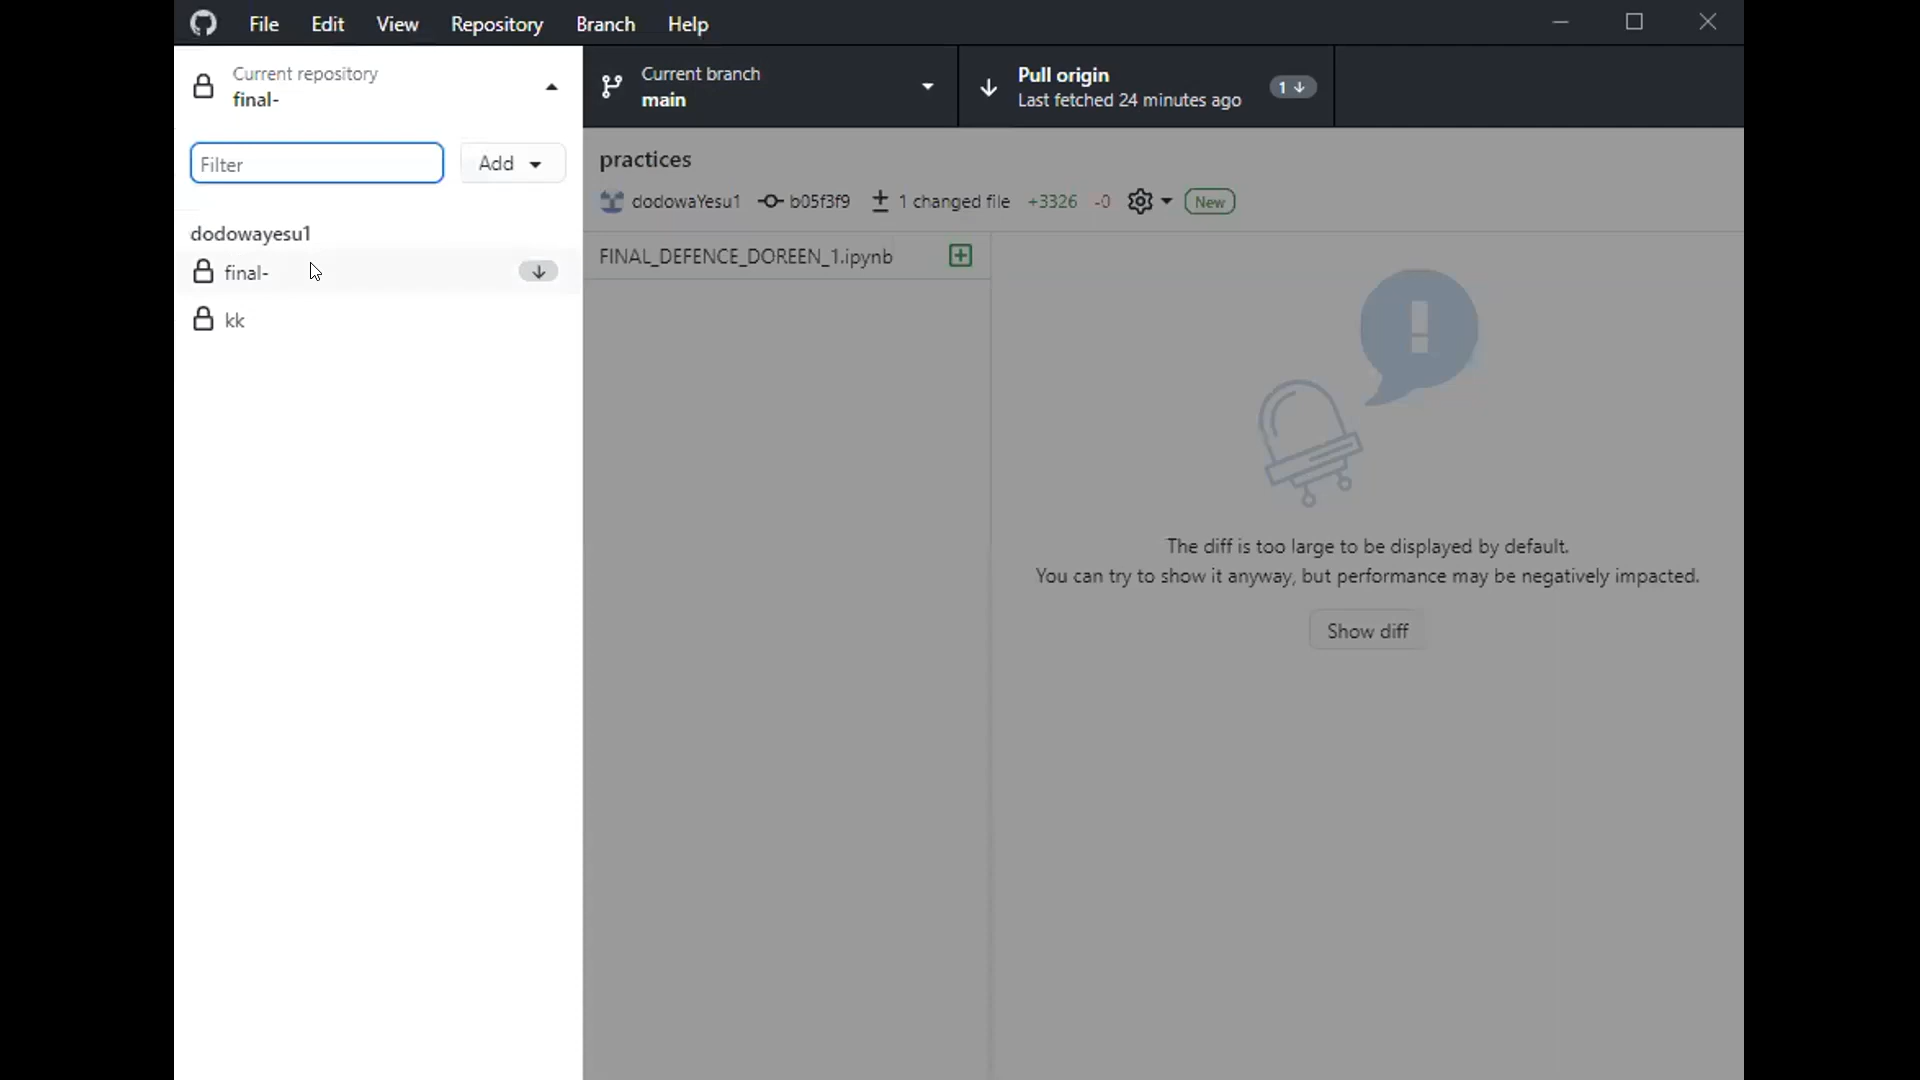 File Edit View Repository Branch Help
Current repository
final-
Current branch
main
Pull origin
Last fetched 24 minutes ago
1
Filter
Add
dodowayesu1
final-
kk
practices
dodowaYesu1 b05f3f9 1 changed file +3326 -0 New
FINAL_DEFENCE_DOREEN_1.ipynb
The diff is too large to be displayed by default.
You can try to show it anyway, but performance may be negatively impacted.
Show diff